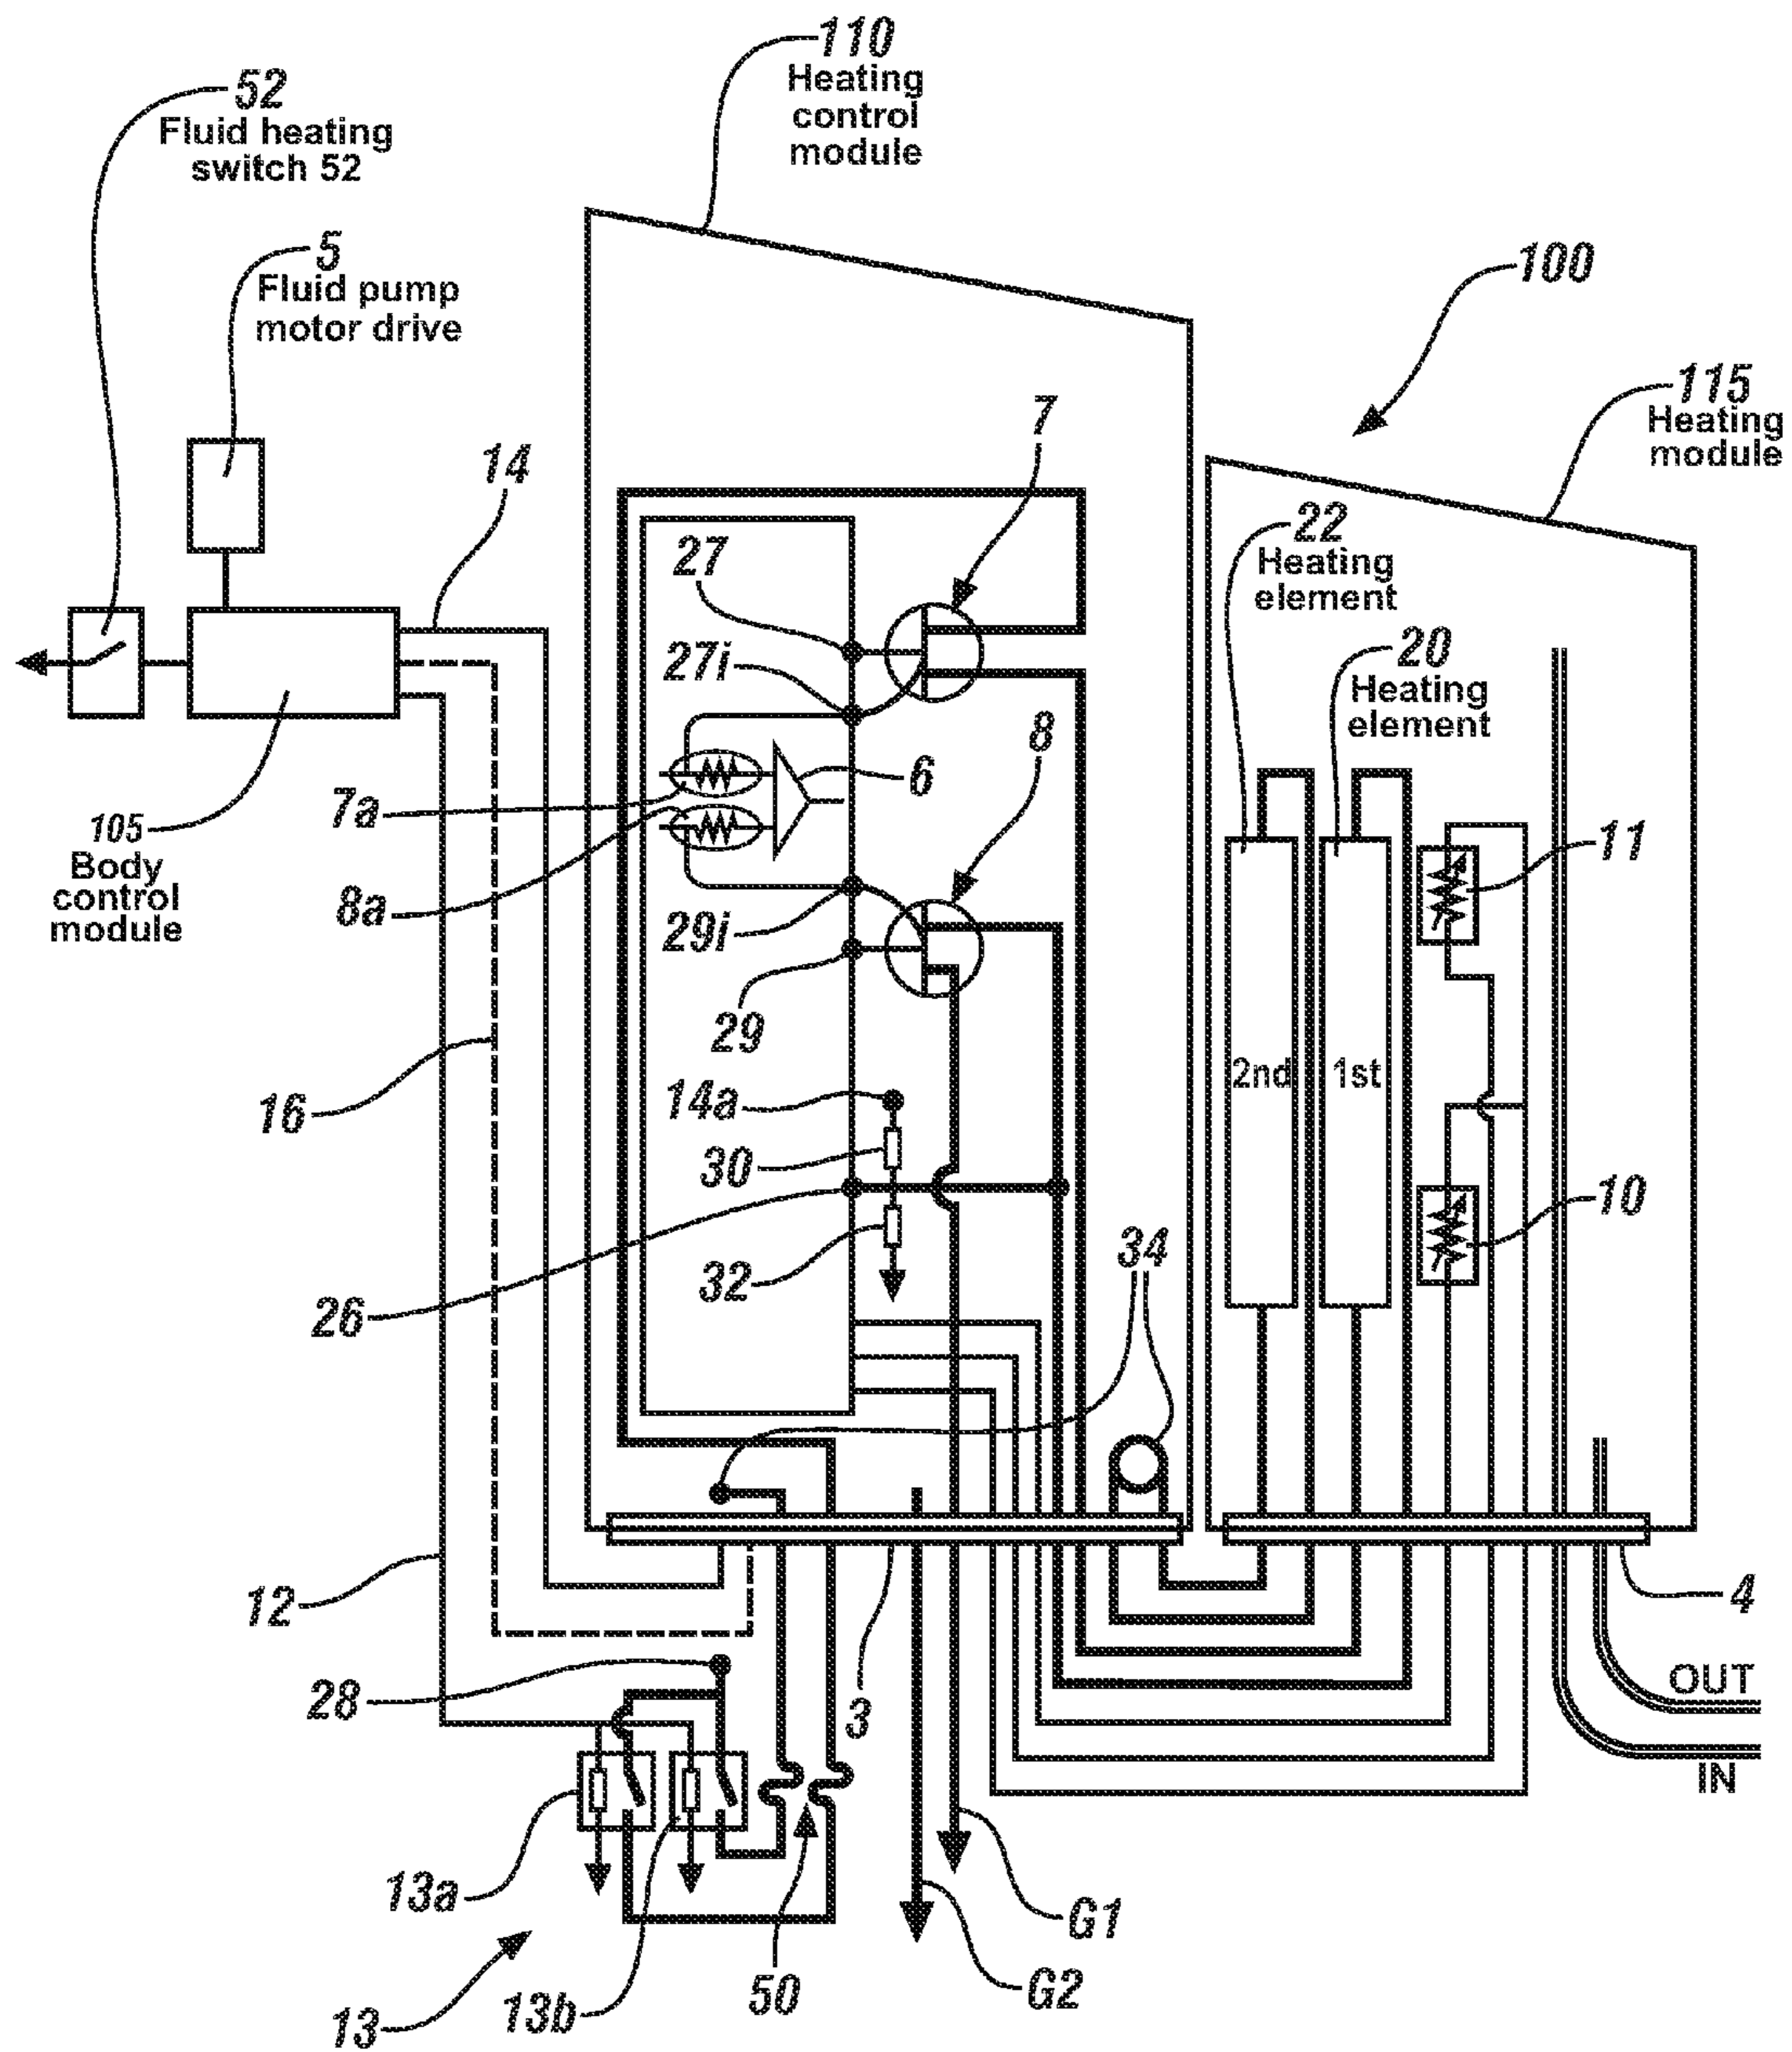 110
Heating
control
module
52
Fluid heating
switch 52
5
Fluid pump
motor drive
100
115
Heating
module
7
14
22
Heating
element
27
20
Heating
element
27i
8
6
7a
11
105
Body
control
module
8a
29i
29
2nd
1st
16
14a
30
10
34
32
26
12
4
28
3
OUT
IN
13a
G1
50
G2
13b
13